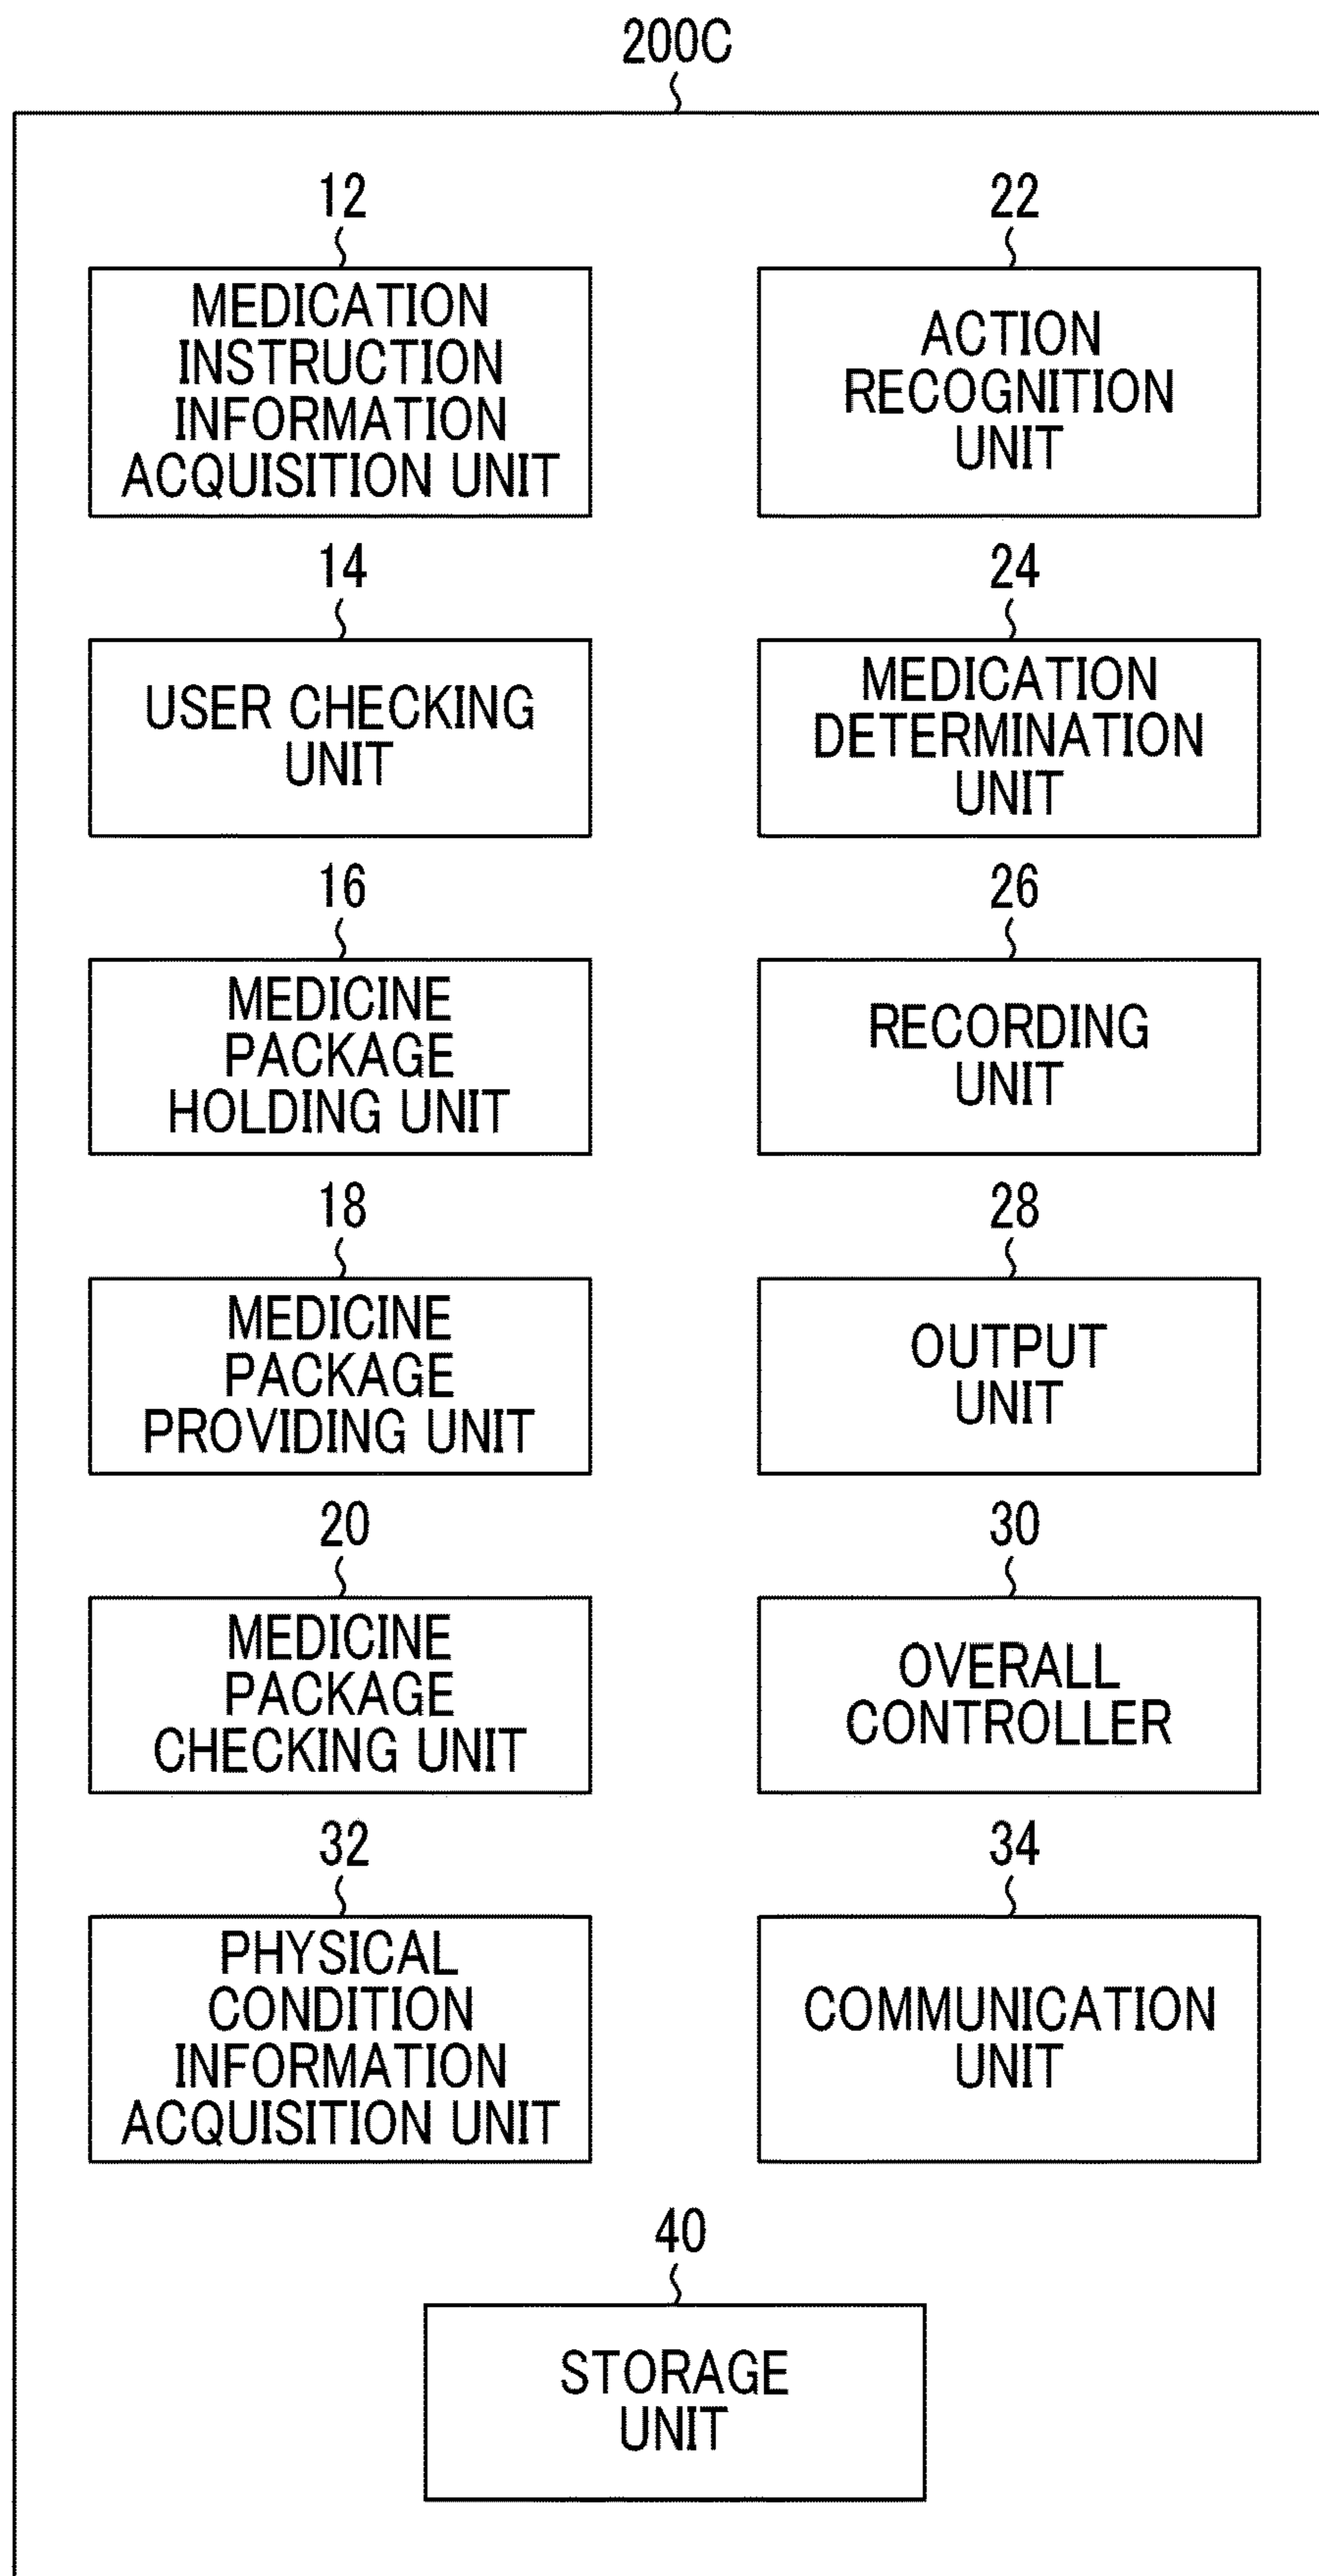 200C
12
MEDICATION
INSTRUCTION
INFORMATION
ACQUISITION UNIT
22
ACTION
RECOGNITION
UNIT
14
USER CHECKING
UNIT
24
MEDICATION
DETERMINATION
UNIT
16
MEDICINE
PACKAGE
HOLDING UNIT
26
RECORDING
UNIT
18
MEDICINE
PACKAGE
PROVIDING UNIT
28
OUTPUT
UNIT
20
MEDICINE
PACKAGE
CHECKING UNIT
30
OVERALL
CONTROLLER
32
PHYSICAL
CONDITION
INFORMATION
ACQUISITION UNIT
34
COMMUNICATION
UNIT
40
STORAGE
UNIT